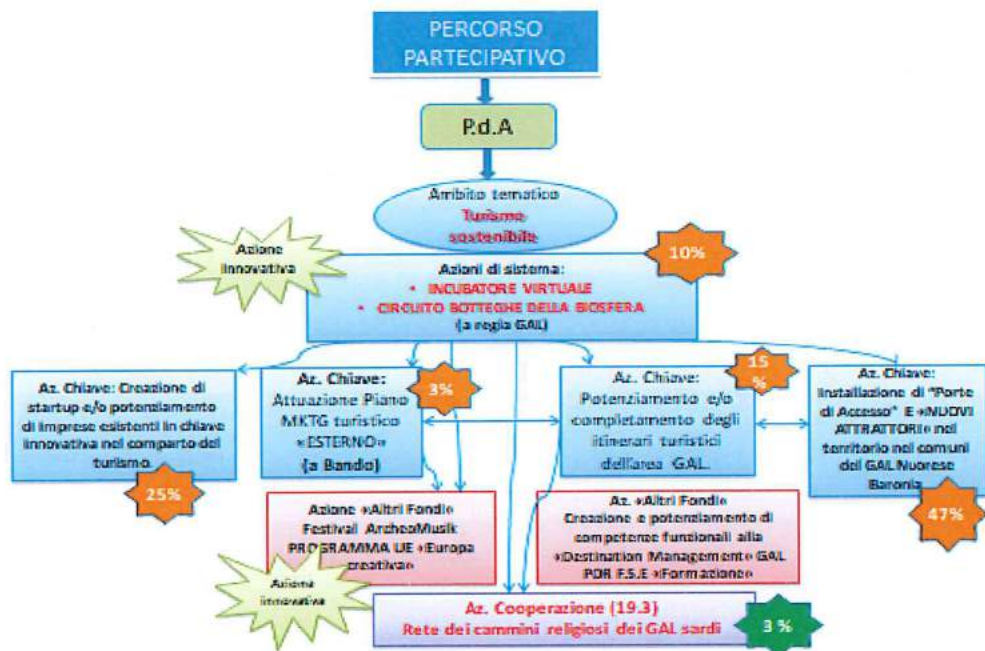 PERCORSO
PARTECIPATIVO
P.d.A
Ambito tematico
Turismo
sostenibile
Azione
innovativa
10%
Azioni di sistema:
• INCUBATORE VIRTUALE
• CIRCUITO BOTTEGHE DELLA BIOSFERA
(a regia GAL)
Az. Chiave: Creazione di
startup e/o potenziamento
di imprese esistenti in chiave
innovativa nel comparto del
turismo.
25%
Az. Chiave:
Attuazione Piano
MKTG turistico
«ESTERNO»
(a Bando)
3%
Az. Chiave:
Potenziamento e/o
completamento degli
itinerari turistici
dell'area GAL.
15
%
Az. Chiave:
Installazione di "Porte
di Accesso" E «NUOVI
ATTRATTORI» nel
territorio nei comuni
del GAL Nuorese
Baronia
47%
Azione «Altri Fondi»
Festival ArcheoMusik
PROGRAMMA UE «Europa
creativa»
Az. «Altri Fondi»
Creazione e potenziamento di
competenze funzionali alla
«Destination Management» GAL
POR F.S.E «Formazione»
Azione
innovativa
Az. Cooperazione (19.3)
Rete dei cammini religiosi dei GAL sardi
3 %